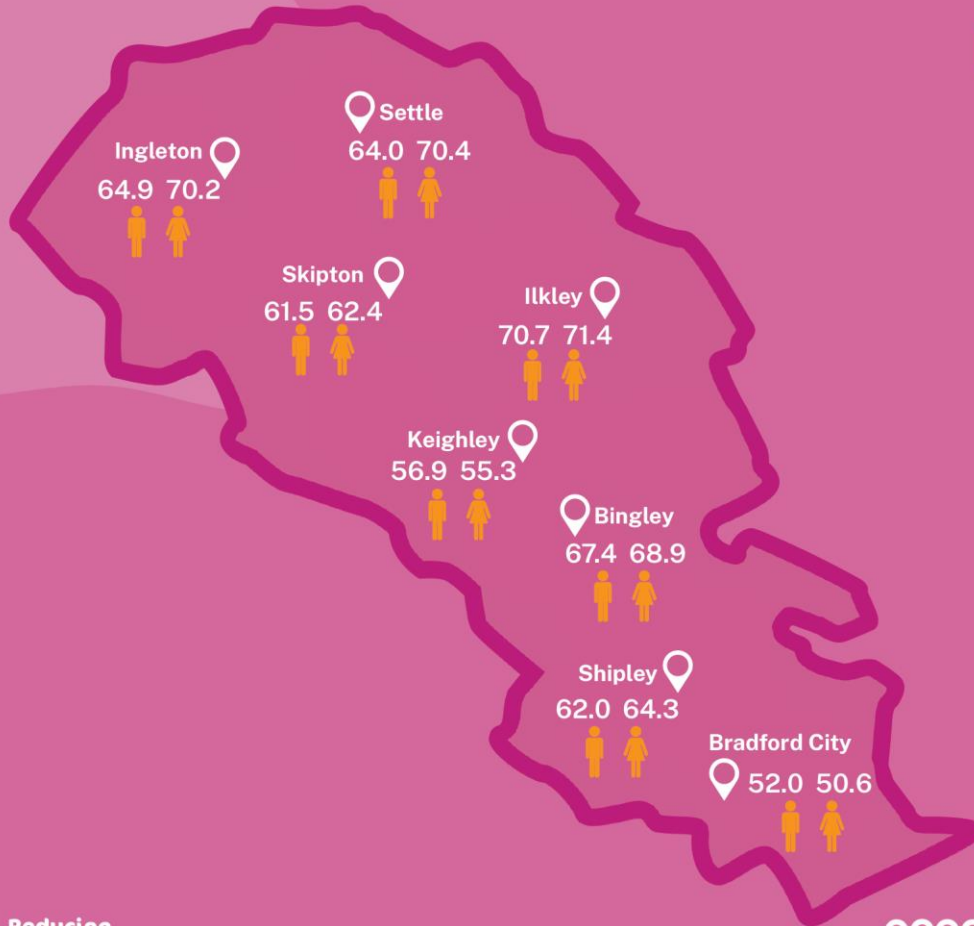 Settle
64.0 70.4
Ingleton
64.9 70.2
Skipton
61.5 62.4
Ilkley
70.7 71.4
Keighley
56.9 55.3
Bingley
67.4 68.9
Shipley
62.0 64.3
Bradford City
52.0 50.6
Reducing